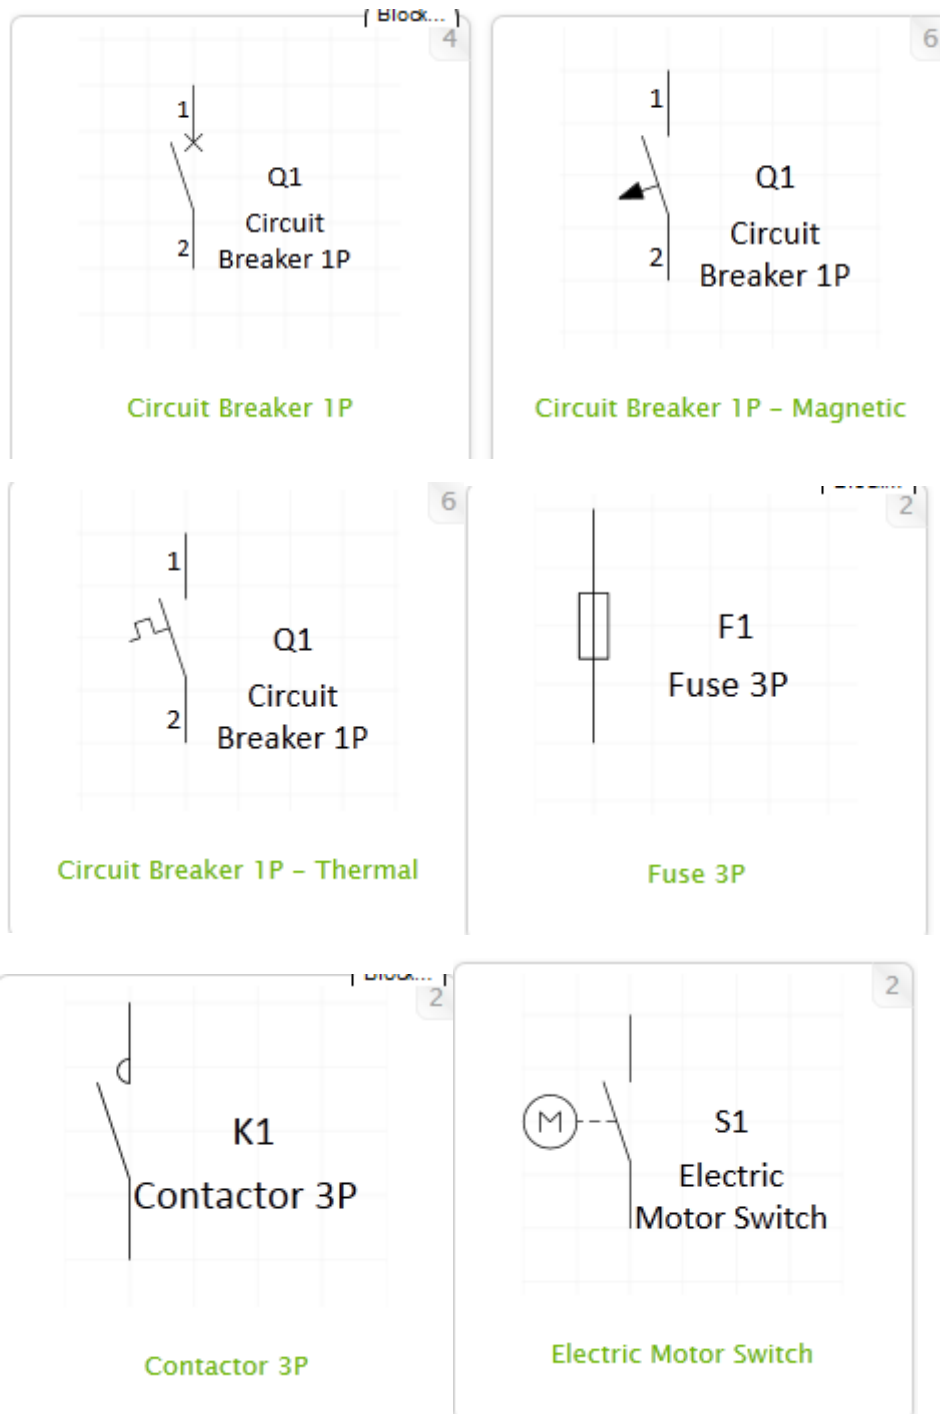 Block...
4
1
Q1
Circuit
Breaker 1P
2
Circuit Breaker 1P
6
1
Q1
Circuit
Breaker 1P
2
Circuit Breaker 1P – Magnetic
6
1
Q1
Circuit
Breaker 1P
2
Circuit Breaker 1P – Thermal
2
F1
Fuse 3P
Fuse 3P
2
K1
Contactor 3P
Contactor 3P
2
M
S1
Electric
Motor Switch
Electric Motor Switch